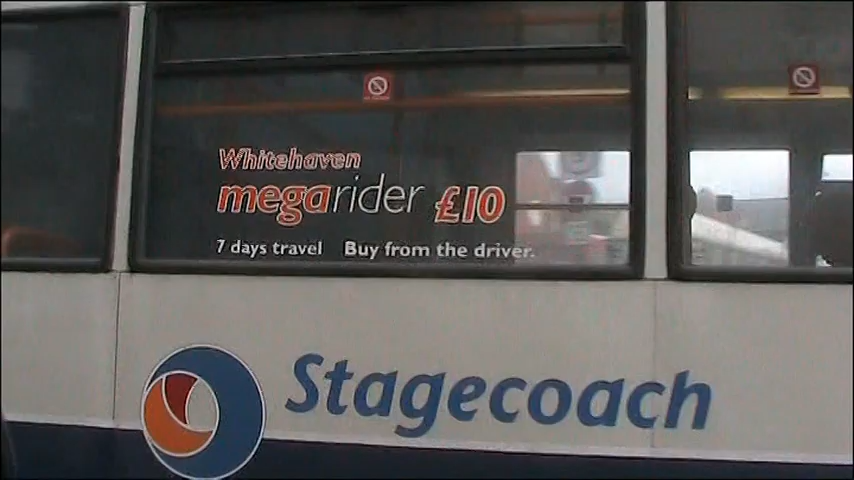 Whitehaven
megarider £10
7 days travel Buy from the driver.
Stagecoach